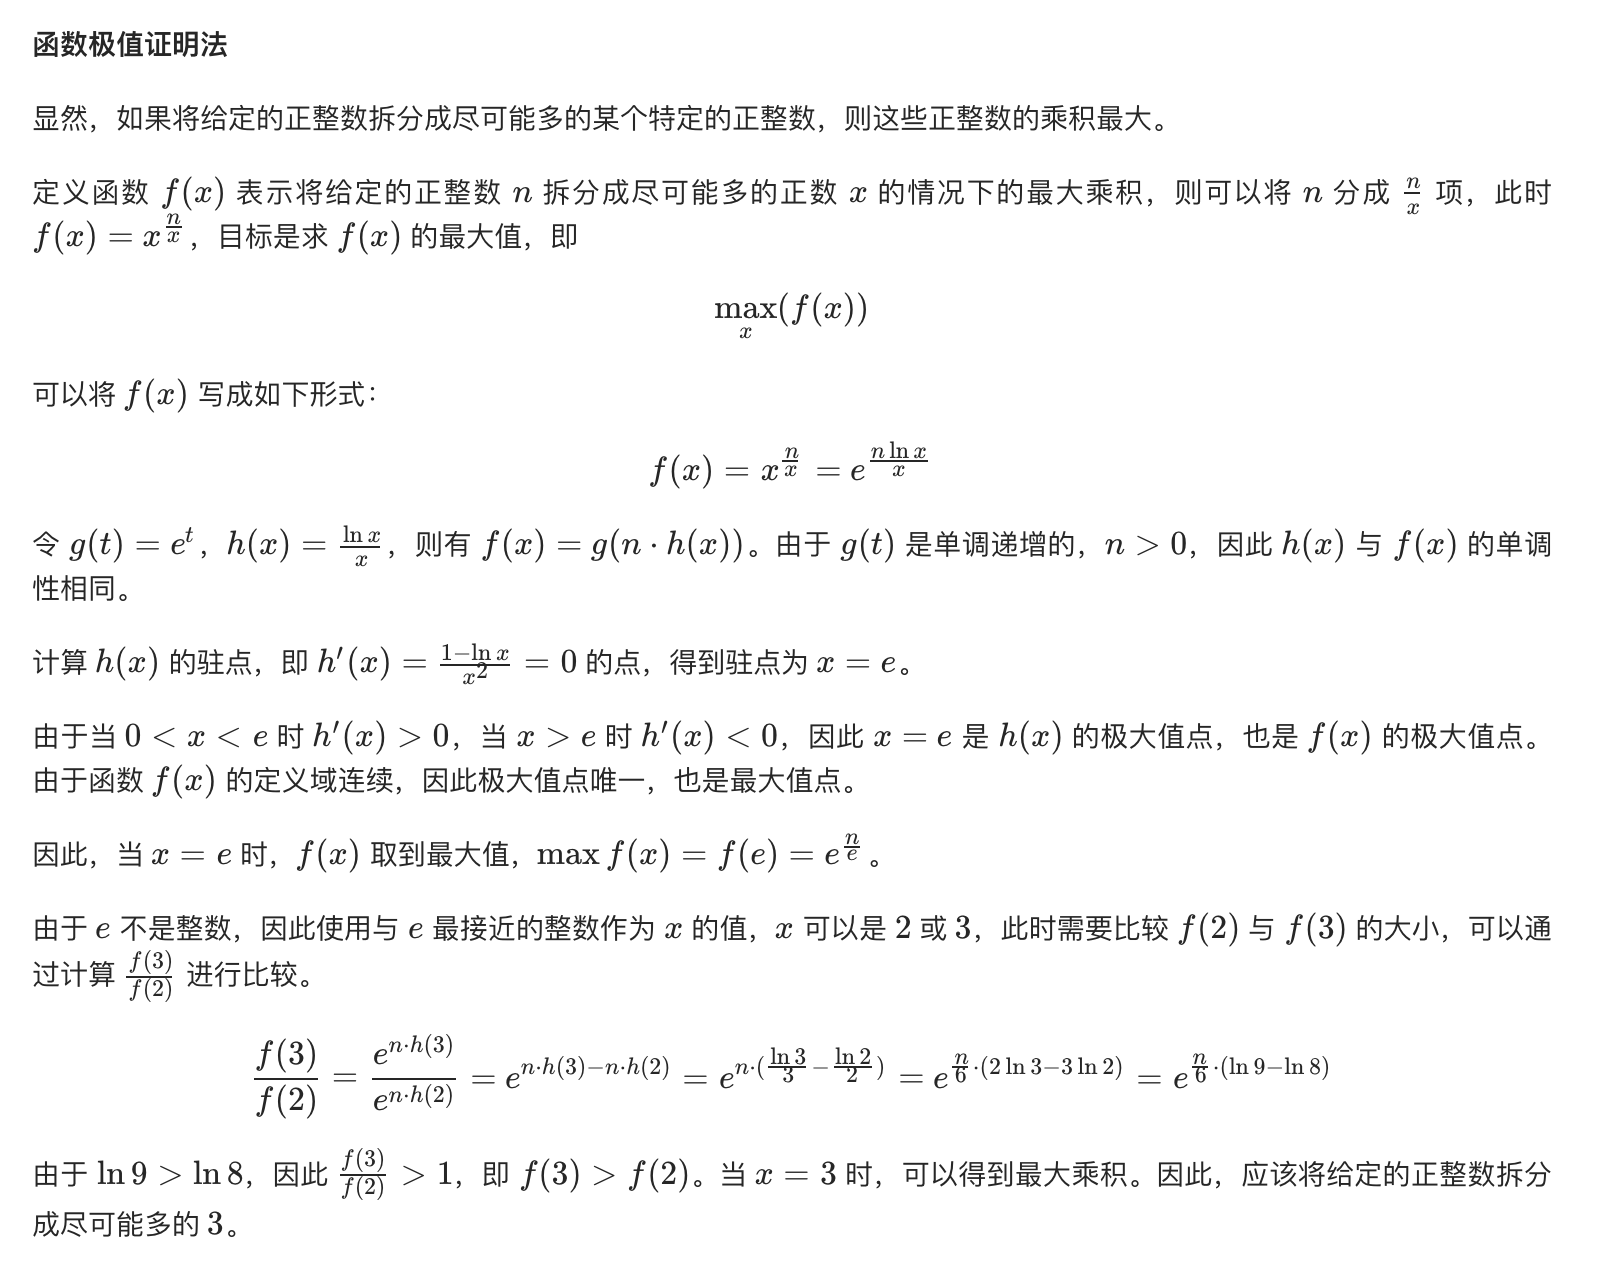 函数极值证明法
显然，如果将给定的正整数拆分成尽可能多的某个特定的正整数，则这些正整数的乘积最大。
定义函数 $f(x)$ 表示将给定的正整数 $n$ 拆分成尽可能多的正数 $x$ 的情况下的最大乘积，则可以将 $n$ 分成 $\frac{n}{x}$ 项，此时
$f(x) = x^{\frac{n}{x}}$，目标是求 $f(x)$ 的最大值，即
$\max_{x}(f(x))$
可以将 $f(x)$ 写成如下形式：
$f(x) = x^{\frac{n}{x}} = e^{\frac{n \ln x}{x}}$
令 $g(t) = e^t$，$h(x) = \frac{\ln x}{x}$，则有 $f(x) = g(n \cdot h(x))$。由于 $g(t)$ 是单调递增的，$n > 0$，因此 $h(x)$ 与 $f(x)$ 的单调
性相同。
计算 $h(x)$ 的驻点，即 $h'(x) = \frac{1-\ln x}{x^2} = 0$ 的点，得到驻点为 $x = e$。
由于当 $0 < x < e$ 时 $h'(x) > 0$，当 $x > e$ 时 $h'(x) < 0$，因此 $x = e$ 是 $h(x)$ 的极大值点，也是 $f(x)$ 的极大值点。
由于函数 $f(x)$ 的定义域连续，因此极大值点唯一，也是最大值点。
因此，当 $x = e$ 时，$f(x)$ 取到最大值，$\max f(x) = f(e) = e^{\frac{n}{e}}$。
由于 $e$ 不是整数，因此使用与 $e$ 最接近的整数作为 $x$ 的值，$x$ 可以是 2 或 3，此时需要比较 $f(2)$ 与 $f(3)$ 的大小，可以通
过计算 $\frac{f(3)}{f(2)}$ 进行比较。
$\frac{f(3)}{f(2)} = \frac{e^{n \cdot h(3)}}{e^{n \cdot h(2)}} = e^{n \cdot h(3) - n \cdot h(2)} = e^{n \cdot (\frac{\ln 3}{3} - \frac{\ln 2}{2})} = e^{\frac{n}{6} \cdot (2 \ln 3 - 3 \ln 2)} = e^{\frac{n}{6} \cdot (\ln 9 - \ln 8)}$
由于 $\ln 9 > \ln 8$，因此 $\frac{f(3)}{f(2)} > 1$，即 $f(3) > f(2)$。当 $x = 3$ 时，可以得到最大乘积。因此，应该将给定的正整数拆分
成尽可能多的 3。